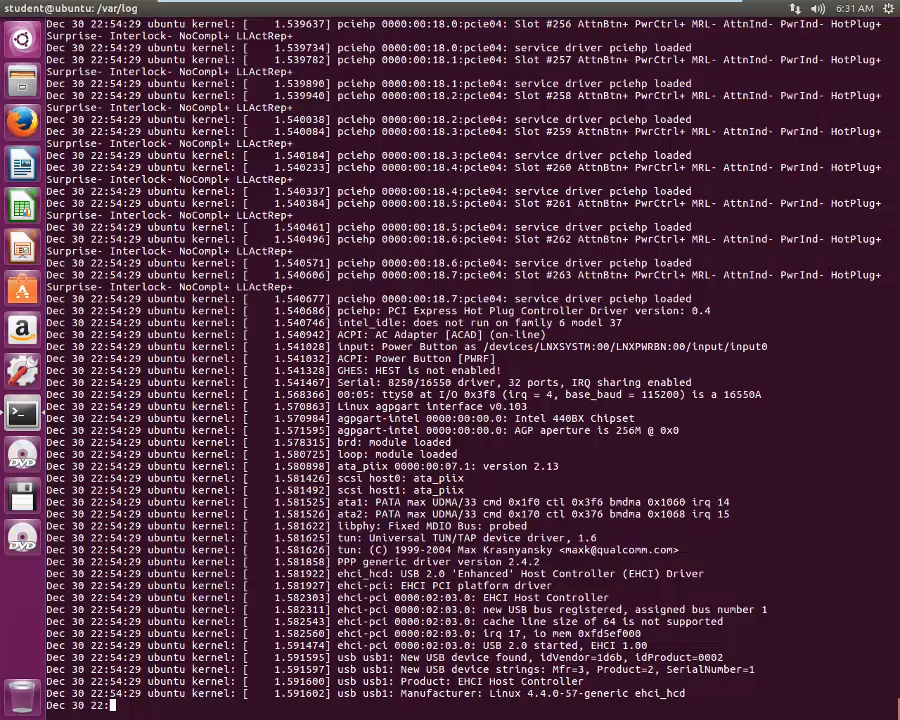 student@ubuntu: /var/log
6:31 AM
Dec 30 22:54:29 ubuntu kernel: [    1.539637] pciehp 0000:00:18.0:pcie04: Slot #256 AttnBtn+ PwrCtrl+ MRL- AttnInd- PwrInd- HotPlug+
Surprise- Interlock- NoCompl+ LLActRep+
Dec 30 22:54:29 ubuntu kernel: [    1.539734] pciehp 0000:00:18.0:pcie04: service driver pciehp loaded
Dec 30 22:54:29 ubuntu kernel: [    1.539782] pciehp 0000:00:18.1:pcie04: Slot #257 AttnBtn+ PwrCtrl+ MRL- AttnInd- PwrInd- HotPlug+
Surprise- Interlock- NoCompl+ LLActRep+
Dec 30 22:54:29 ubuntu kernel: [    1.539890] pciehp 0000:00:18.1:pcie04: service driver pciehp loaded
Dec 30 22:54:29 ubuntu kernel: [    1.539940] pciehp 0000:00:18.2:pcie04: Slot #258 AttnBtn+ PwrCtrl+ MRL- AttnInd- PwrInd- HotPlug+
Surprise- Interlock- NoCompl+ LLActRep+
Dec 30 22:54:29 ubuntu kernel: [    1.540038] pciehp 0000:00:18.2:pcie04: service driver pciehp loaded
Dec 30 22:54:29 ubuntu kernel: [    1.540084] pciehp 0000:00:18.3:pcie04: Slot #259 AttnBtn+ PwrCtrl+ MRL- AttnInd- PwrInd- HotPlug+
Surprise- Interlock- NoCompl+ LLActRep+
Dec 30 22:54:29 ubuntu kernel: [    1.540184] pciehp 0000:00:18.3:pcie04: service driver pciehp loaded
Dec 30 22:54:29 ubuntu kernel: [    1.540233] pciehp 0000:00:18.4:pcie04: Slot #260 AttnBtn+ PwrCtrl+ MRL- AttnInd- PwrInd- HotPlug+
Surprise- Interlock- NoCompl+ LLActRep+
Dec 30 22:54:29 ubuntu kernel: [    1.540337] pciehp 0000:00:18.4:pcie04: service driver pciehp loaded
Dec 30 22:54:29 ubuntu kernel: [    1.540384] pciehp 0000:00:18.5:pcie04: Slot #261 AttnBtn+ PwrCtrl+ MRL- AttnInd- PwrInd- HotPlug+
Surprise- Interlock- NoCompl+ LLActRep+
Dec 30 22:54:29 ubuntu kernel: [    1.540461] pciehp 0000:00:18.5:pcie04: service driver pciehp loaded
Dec 30 22:54:29 ubuntu kernel: [    1.540496] pciehp 0000:00:18.6:pcie04: Slot #262 AttnBtn+ PwrCtrl+ MRL- AttnInd- PwrInd- HotPlug+
Surprise- Interlock- NoCompl+ LLActRep+
Dec 30 22:54:29 ubuntu kernel: [    1.540571] pciehp 0000:00:18.6:pcie04: service driver pciehp loaded
Dec 30 22:54:29 ubuntu kernel: [    1.540606] pciehp 0000:00:18.7:pcie04: Slot #263 AttnBtn+ PwrCtrl+ MRL- AttnInd- PwrInd- HotPlug+
Surprise- Interlock- NoCompl+ LLActRep+
Dec 30 22:54:29 ubuntu kernel: [    1.540677] pciehp 0000:00:18.7:pcie04: service driver pciehp loaded
Dec 30 22:54:29 ubuntu kernel: [    1.540686] pciehp: PCI Express Hot Plug Controller Driver version: 0.4
Dec 30 22:54:29 ubuntu kernel: [    1.540746] intel_idle: does not run on family 6 model 37
Dec 30 22:54:29 ubuntu kernel: [    1.540942] ACPI: AC Adapter [ACAD] (on-line)
Dec 30 22:54:29 ubuntu kernel: [    1.541028] input: Power Button as /devices/LNXSYSTM:00/LNXPWRBN:00/input/input0
Dec 30 22:54:29 ubuntu kernel: [    1.541032] ACPI: Power Button [PWRF]
Dec 30 22:54:29 ubuntu kernel: [    1.541328] GHES: HEST is not enabled!
Dec 30 22:54:29 ubuntu kernel: [    1.541467] Serial: 8250/16550 driver, 32 ports, IRQ sharing enabled
Dec 30 22:54:29 ubuntu kernel: [    1.568366] 00:05: ttyS0 at I/O 0x3f8 (irq = 4, base_baud = 115200) is a 16550A
Dec 30 22:54:29 ubuntu kernel: [    1.570863] Linux agpgart interface v0.103
Dec 30 22:54:29 ubuntu kernel: [    1.570984] agpgart-intel 0000:00:00.0: Intel 440BX Chipset
Dec 30 22:54:29 ubuntu kernel: [    1.571595] agpgart-intel 0000:00:00.0: AGP aperture is 256M @ 0x0
Dec 30 22:54:29 ubuntu kernel: [    1.578315] brd: module loaded
Dec 30 22:54:29 ubuntu kernel: [    1.580725] loop: module loaded
Dec 30 22:54:29 ubuntu kernel: [    1.580898] ata_piix 0000:00:07.1: version 2.13
Dec 30 22:54:29 ubuntu kernel: [    1.581426] scsi host0: ata_piix
Dec 30 22:54:29 ubuntu kernel: [    1.581492] scsi host1: ata_piix
Dec 30 22:54:29 ubuntu kernel: [    1.581525] ata1: PATA max UDMA/33 cmd 0x1f0 ctl 0x3f6 bmdma 0x1060 irq 14
Dec 30 22:54:29 ubuntu kernel: [    1.581526] ata2: PATA max UDMA/33 cmd 0x170 ctl 0x376 bmdma 0x1068 irq 15
Dec 30 22:54:29 ubuntu kernel: [    1.581622] libphy: Fixed MDIO Bus: probed
Dec 30 22:54:29 ubuntu kernel: [    1.581625] tun: Universal TUN/TAP device driver, 1.6
Dec 30 22:54:29 ubuntu kernel: [    1.581626] tun: (C) 1999-2004 Max Krasnyansky <maxk@qualcomm.com>
Dec 30 22:54:29 ubuntu kernel: [    1.581858] PPP generic driver version 2.4.2
Dec 30 22:54:29 ubuntu kernel: [    1.581922] ehci_hcd: USB 2.0 'Enhanced' Host Controller (EHCI) Driver
Dec 30 22:54:29 ubuntu kernel: [    1.581927] ehci-pci: EHCI PCI platform driver
Dec 30 22:54:29 ubuntu kernel: [    1.582303] ehci-pci 0000:02:03.0: EHCI Host Controller
Dec 30 22:54:29 ubuntu kernel: [    1.582311] ehci-pci 0000:02:03.0: new USB bus registered, assigned bus number 1
Dec 30 22:54:29 ubuntu kernel: [    1.582543] ehci-pci 0000:02:03.0: cache line size of 64 is not supported
Dec 30 22:54:29 ubuntu kernel: [    1.582560] ehci-pci 0000:02:03.0: irq 17, io mem 0xfd5ef000
Dec 30 22:54:29 ubuntu kernel: [    1.591474] ehci-pci 0000:02:03.0: USB 2.0 started, EHCI 1.00
Dec 30 22:54:29 ubuntu kernel: [    1.591595] usb usb1: New USB device found, idVendor=1d6b, idProduct=0002
Dec 30 22:54:29 ubuntu kernel: [    1.591597] usb usb1: New USB device strings: Mfr=3, Product=2, SerialNumber=1
Dec 30 22:54:29 ubuntu kernel: [    1.591600] usb usb1: Product: EHCI Host Controller
Dec 30 22:54:29 ubuntu kernel: [    1.591602] usb usb1: Manufacturer: Linux 4.4.0-57-generic ehci_hcd
Dec 30 22: